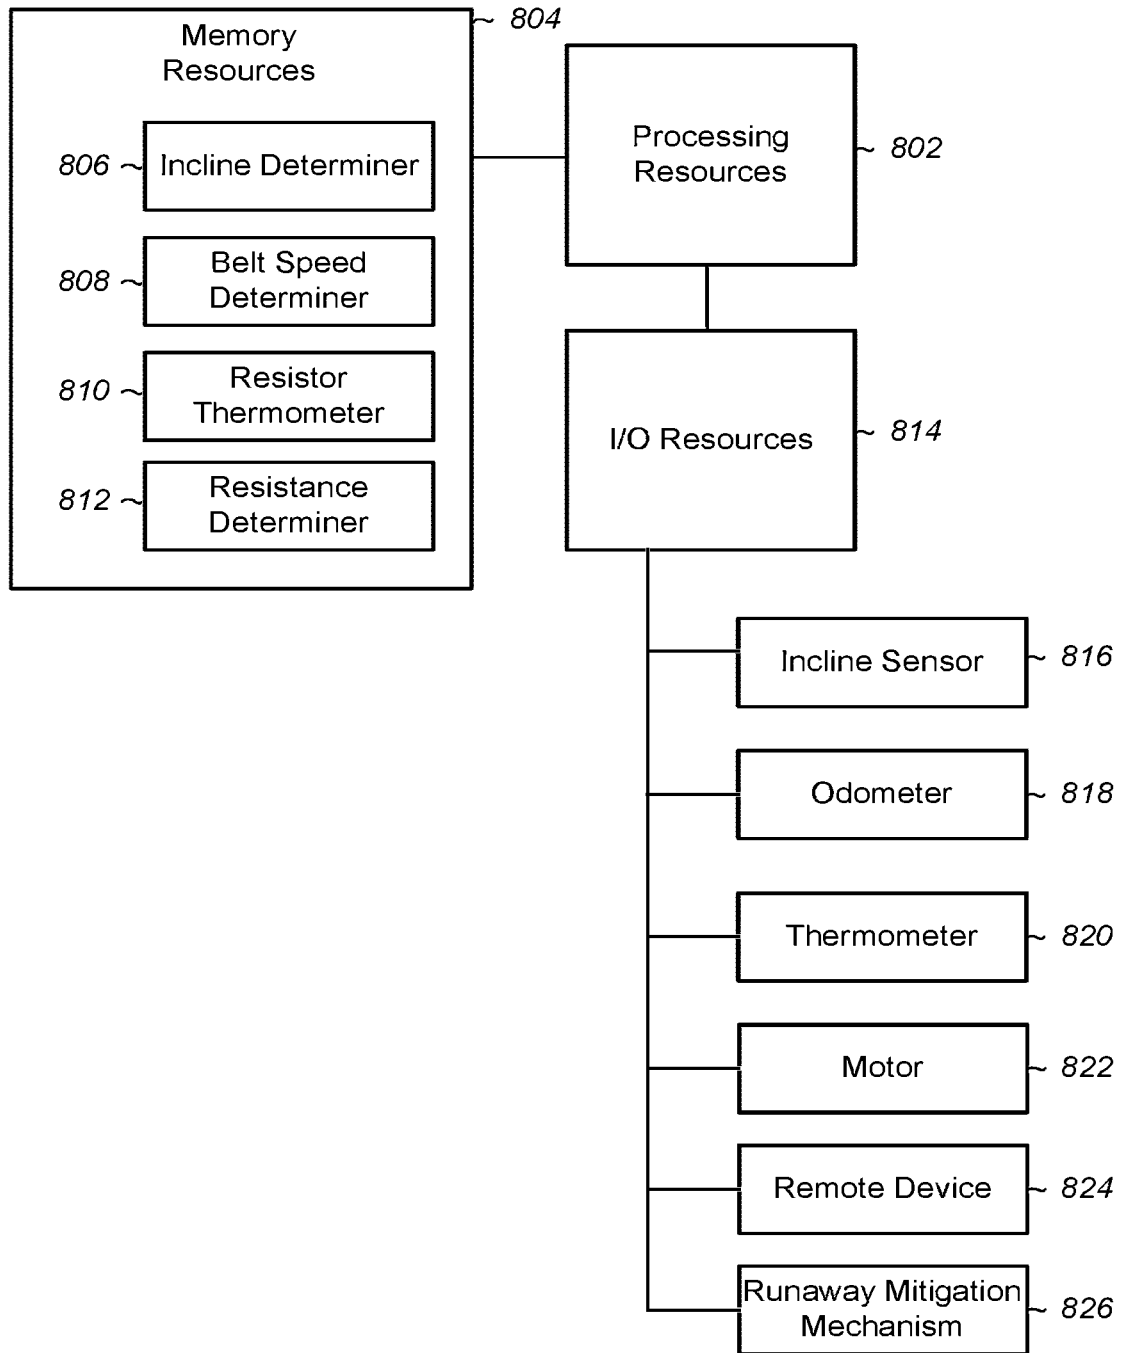 804
Memory
Resources
806
Incline Determiner
808
Belt Speed
Determiner
810
Resistor
Thermometer
812
Resistance
Determiner
Processing
Resources
802
I/O Resources
814
Incline Sensor
816
Odometer
818
Thermometer
820
Motor
822
Remote Device
824
Runaway Mitigation
Mechanism
826